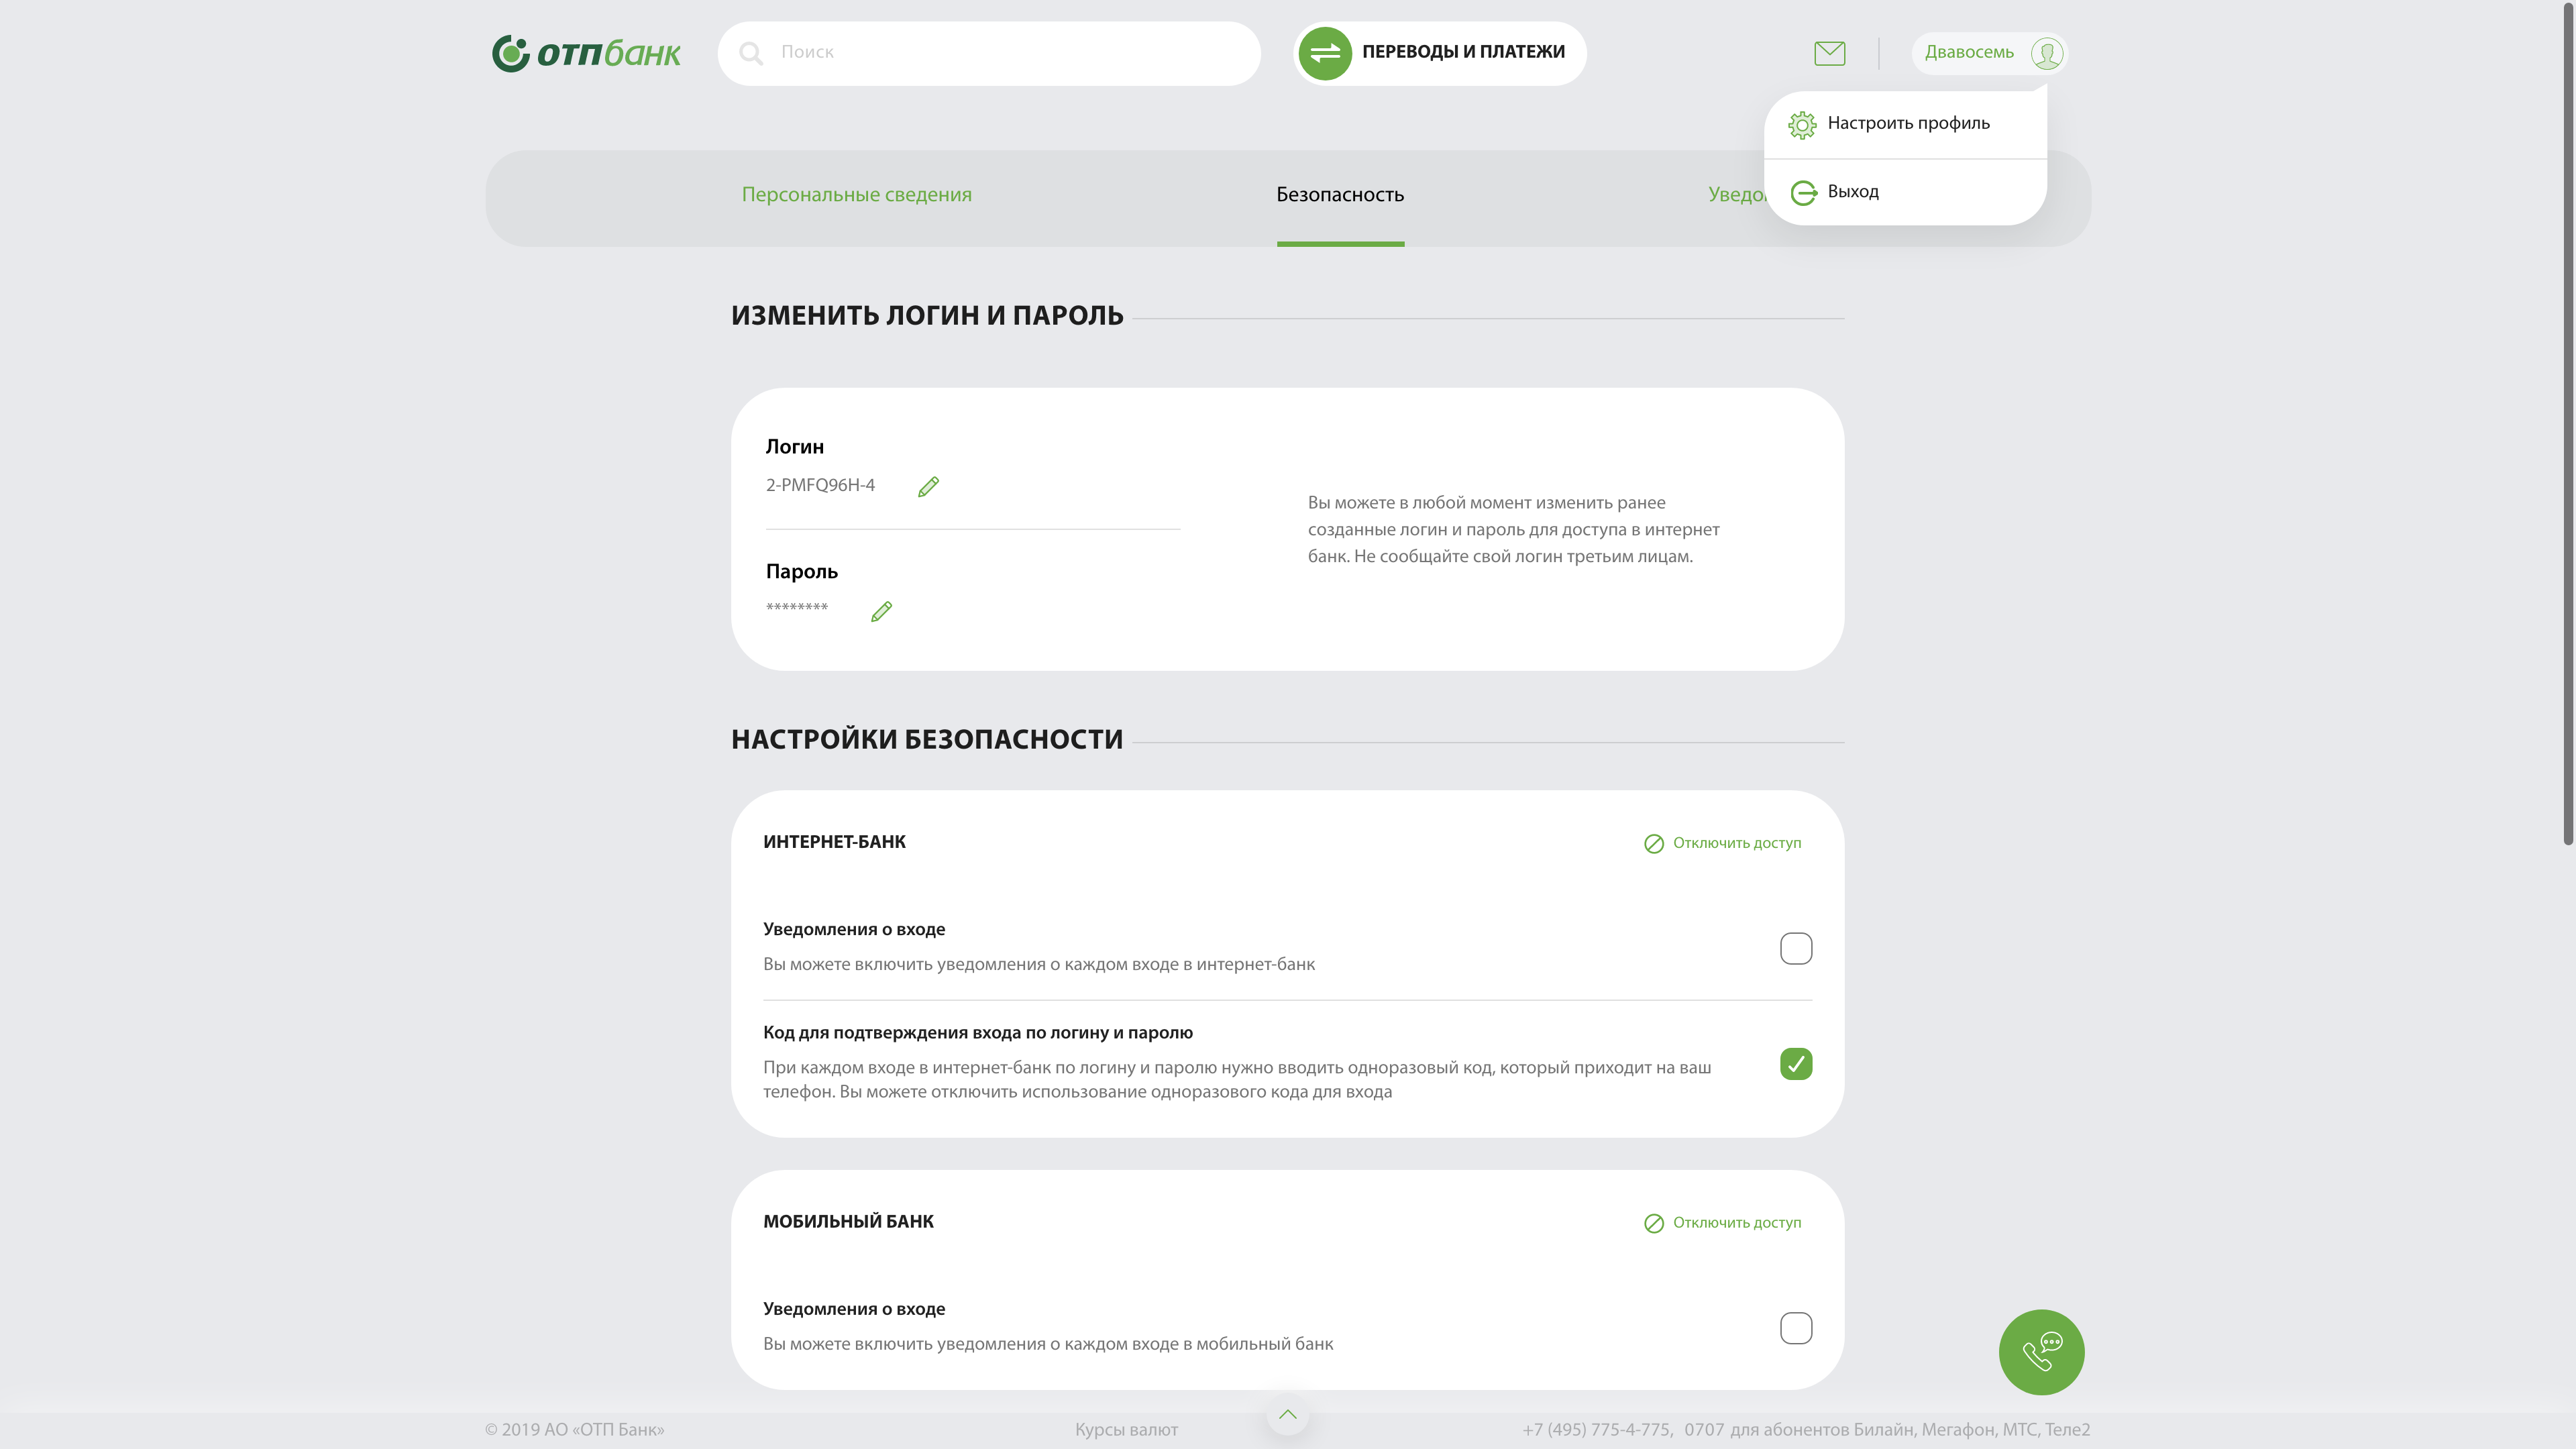 отпбанк
Поиск
ПЕРЕВОДЫ И ПЛАТЕЖИ
Двавосемь
Настроить профиль
Выход
Персональные сведения
Безопасность
ИЗМЕНИТЬ ЛОГИН И ПАРОЛЬ
Логин
2-PMFQ96H-4
Пароль
********
Вы можете в любой момент изменить ранее
созданные логин и пароль для доступа в интернет
банк. Не сообщайте свой логин третьим лицам.
НАСТРОЙКИ БЕЗОПАСНОСТИ
ИНТЕРНЕТ-БАНК
Отключить доступ
Уведомления о входе
Вы можете включить уведомления о каждом входе в интернет-банк
Код для подтверждения входа по логину и паролю
При каждом входе в интернет-банк по логину и паролю нужно вводить одноразовый код, который приходит на ваш
телефон. Вы можете отключить использование одноразового кода для входа
МОБИЛЬНЫЙ БАНК
Отключить доступ
Уведомления о входе
Вы можете включить уведомления о каждом входе в мобильный банк
© 2019 АО «ОТП Банк»
Курсы валют
+7 (495) 775-4-775, 0707 для абонентов Билайн, Мегафон, МТС, Теле2